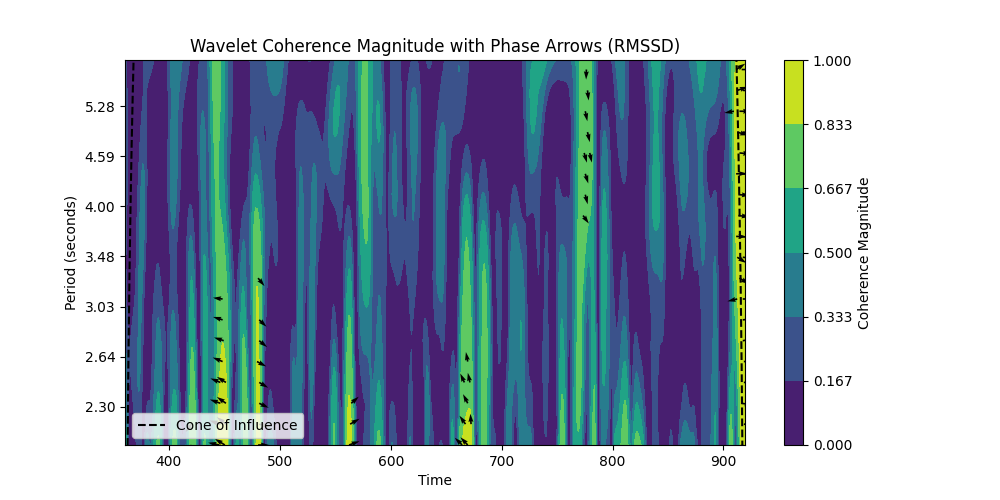 Wavelet Coherence Magnitude with Phase Arrows (RMSSD)
Period (seconds)
5.28
4.59
4.00
3.48
3.03
2.64
2.30
Cone of Influence
400 500 600 700 800 900
Time
1.000
0.833
0.667
0.500
0.333
0.167
0.000
Coherence Magnitude